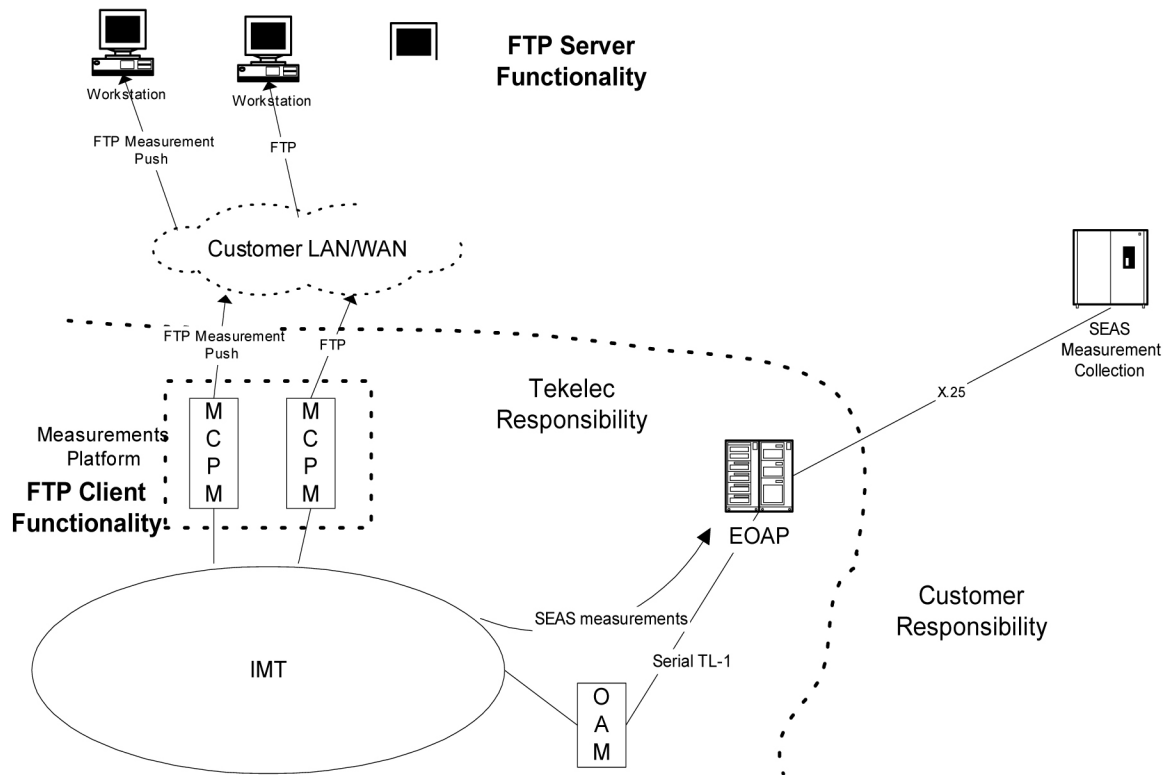 FTP Server
Functionality
Workstation
Workstation
FTP Measurement
Push
FTP
Customer LAN/WAN
SEAS
Measurement
Collection
FTP Measurement
Push
FTP
Tekelec
Responsibility
X.25
Measurements
Platform
FTP Client
Functionality
M
C
P
M
M
C
P
M
EOAP
SEAS measurements
Customer
Responsibility
IMT
Serial TL-1
O
A
M